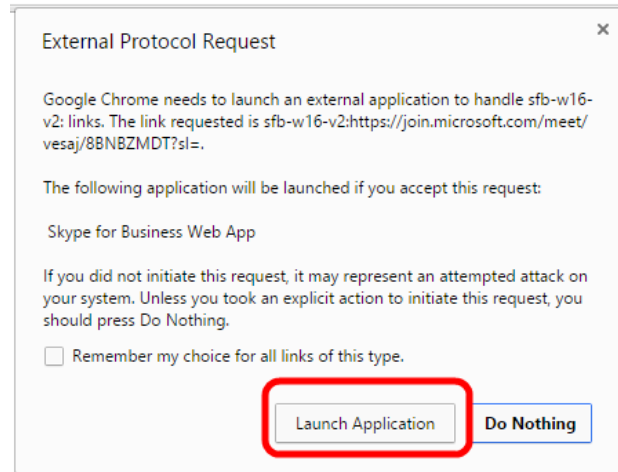 External Protocol Request
Google Chrome needs to launch an external application to handle sfb-w16-
v2: links. The link requested is sfb-w16-v2:https://join.microsoft.com/meet/
vesaj/8BNBZMDT?sl=.
The following application will be launched if you accept this request:
Skype for Business Web App
If you did not initiate this request, it may represent an attempted attack on
your system. Unless you took an explicit action to initiate this request, you
should press Do Nothing.
Remember my choice for all links of this type.
Launch Application Do Nothing